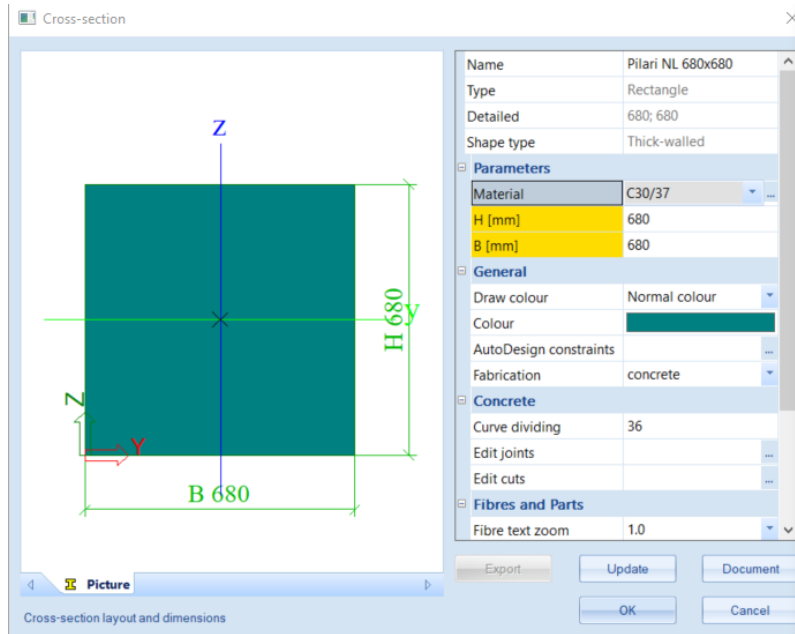 Cross-section
Z
H 680
y
Z
Y
B 680
Picture
Cross-section layout and dimensions
Name Pilari NL 680x680
Type Rectangle
Detailed 680; 680
Shape type Thick-walled
Parameters
Material C30/37 ...
H [mm] 680
B [mm] 680
General
Draw colour Normal colour
Colour
AutoDesign constraints ...
Fabrication concrete
Concrete
Curve dividing 36
Edit joints ...
Edit cuts ...
Fibres and Parts
Fibre text zoom 1.0
Export Update Document
OK Cancel